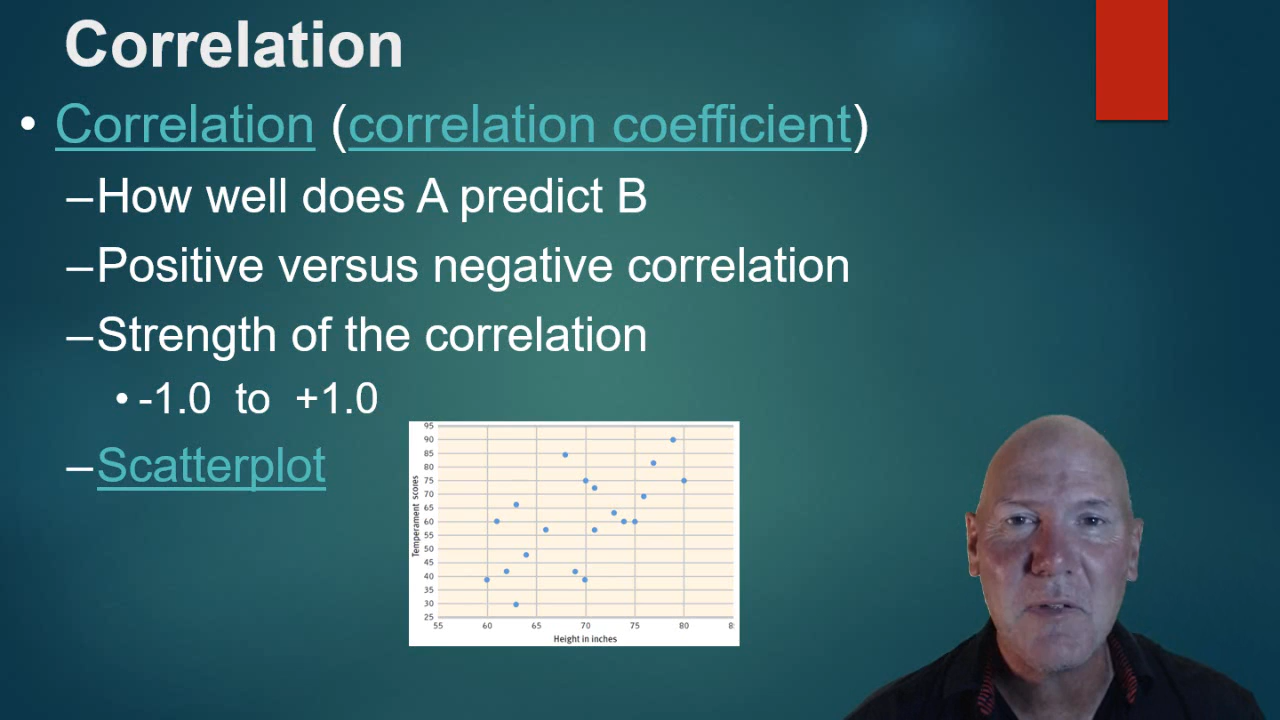 Correlation
• Correlation (correlation coefficient)
–How well does A predict B
–Positive versus negative correlation
–Strength of the correlation
• -1.0 to +1.0
–Scatterplot
95
90
85
80
75
70
65
60
55
50
45
40
35
30
25
Temperament scores
55 60 65 70 75 80 8
Height in inches